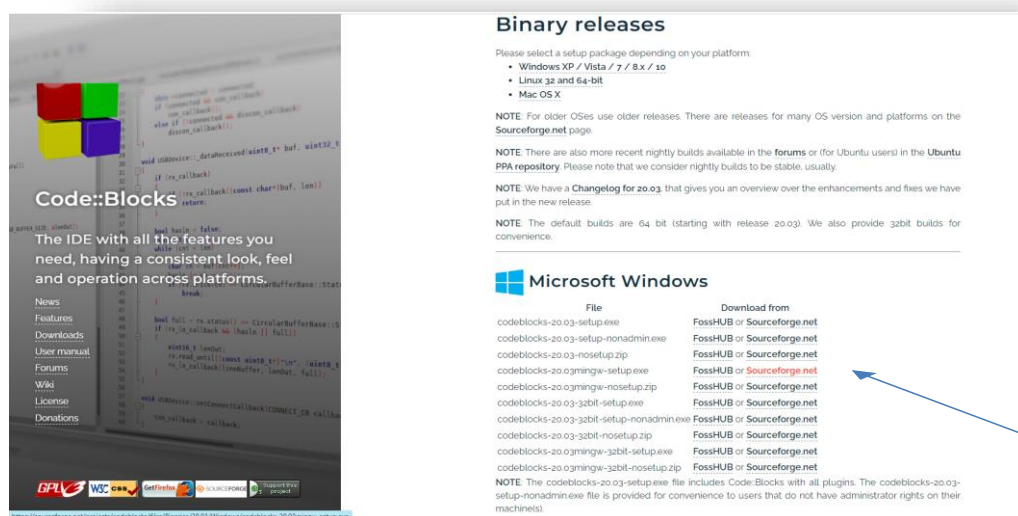 Code::Blocks
The IDE with all the features you
need, having a consistent look, feel
and operation across platforms.
News
Features
Downloads
User manual
Forums
Wiki
License
Donations
GPLV3
W3C css
GetFirefox
SOURCEFORGE
Support this
project
Binary releases
Please select a setup package depending on your platform:
• Windows XP / Vista / 7 / 8.x / 10
• Linux 32 and 64-bit
• Mac OS X
NOTE: For older OSes use older releases. There are releases for many OS version and platforms on the
Sourceforge.net page.
NOTE: There are also more recent nightly builds available in the forums or (for Ubuntu users) in the Ubuntu
PPA repository. Please note that we consider nightly builds to be stable, usually.
NOTE: We have a Changelog for 20.03, that gives you an overview over the enhancements and fixes we have
put in the new release.
NOTE: The default builds are 64 bit (starting with release 20.03). We also provide 32bit builds for
convenience.
Microsoft Windows
File Download from
codeblocks-20.03-setup.exe FossHUB or Sourceforge.net
codeblocks-20.03-setup-nonadmin.exe FossHUB or Sourceforge.net
codeblocks-20.03-nosetup.zip FossHUB or Sourceforge.net
codeblocks-20.03mingw-setup.exe FossHUB or Sourceforge.net
codeblocks-20.03mingw-nosetup.zip FossHUB or Sourceforge.net
codeblocks-20.03-32bit-setup.exe FossHUB or Sourceforge.net
codeblocks-20.03-32bit-setup-nonadmin.exe FossHUB or Sourceforge.net
codeblocks-20.03-32bit-nosetup.zip FossHUB or Sourceforge.net
codeblocks-20.03mingw-32bit-setup.exe FossHUB or Sourceforge.net
codeblocks-20.03mingw-32bit-nosetup.zip FossHUB or Sourceforge.net
NOTE: The codeblocks-20.03-setup.exe file includes Code::Blocks with all plugins. The codeblocks-20.03-
setup-nonadmin.exe file is provided for convenience to users that do not have administrator rights on their
machine(s).